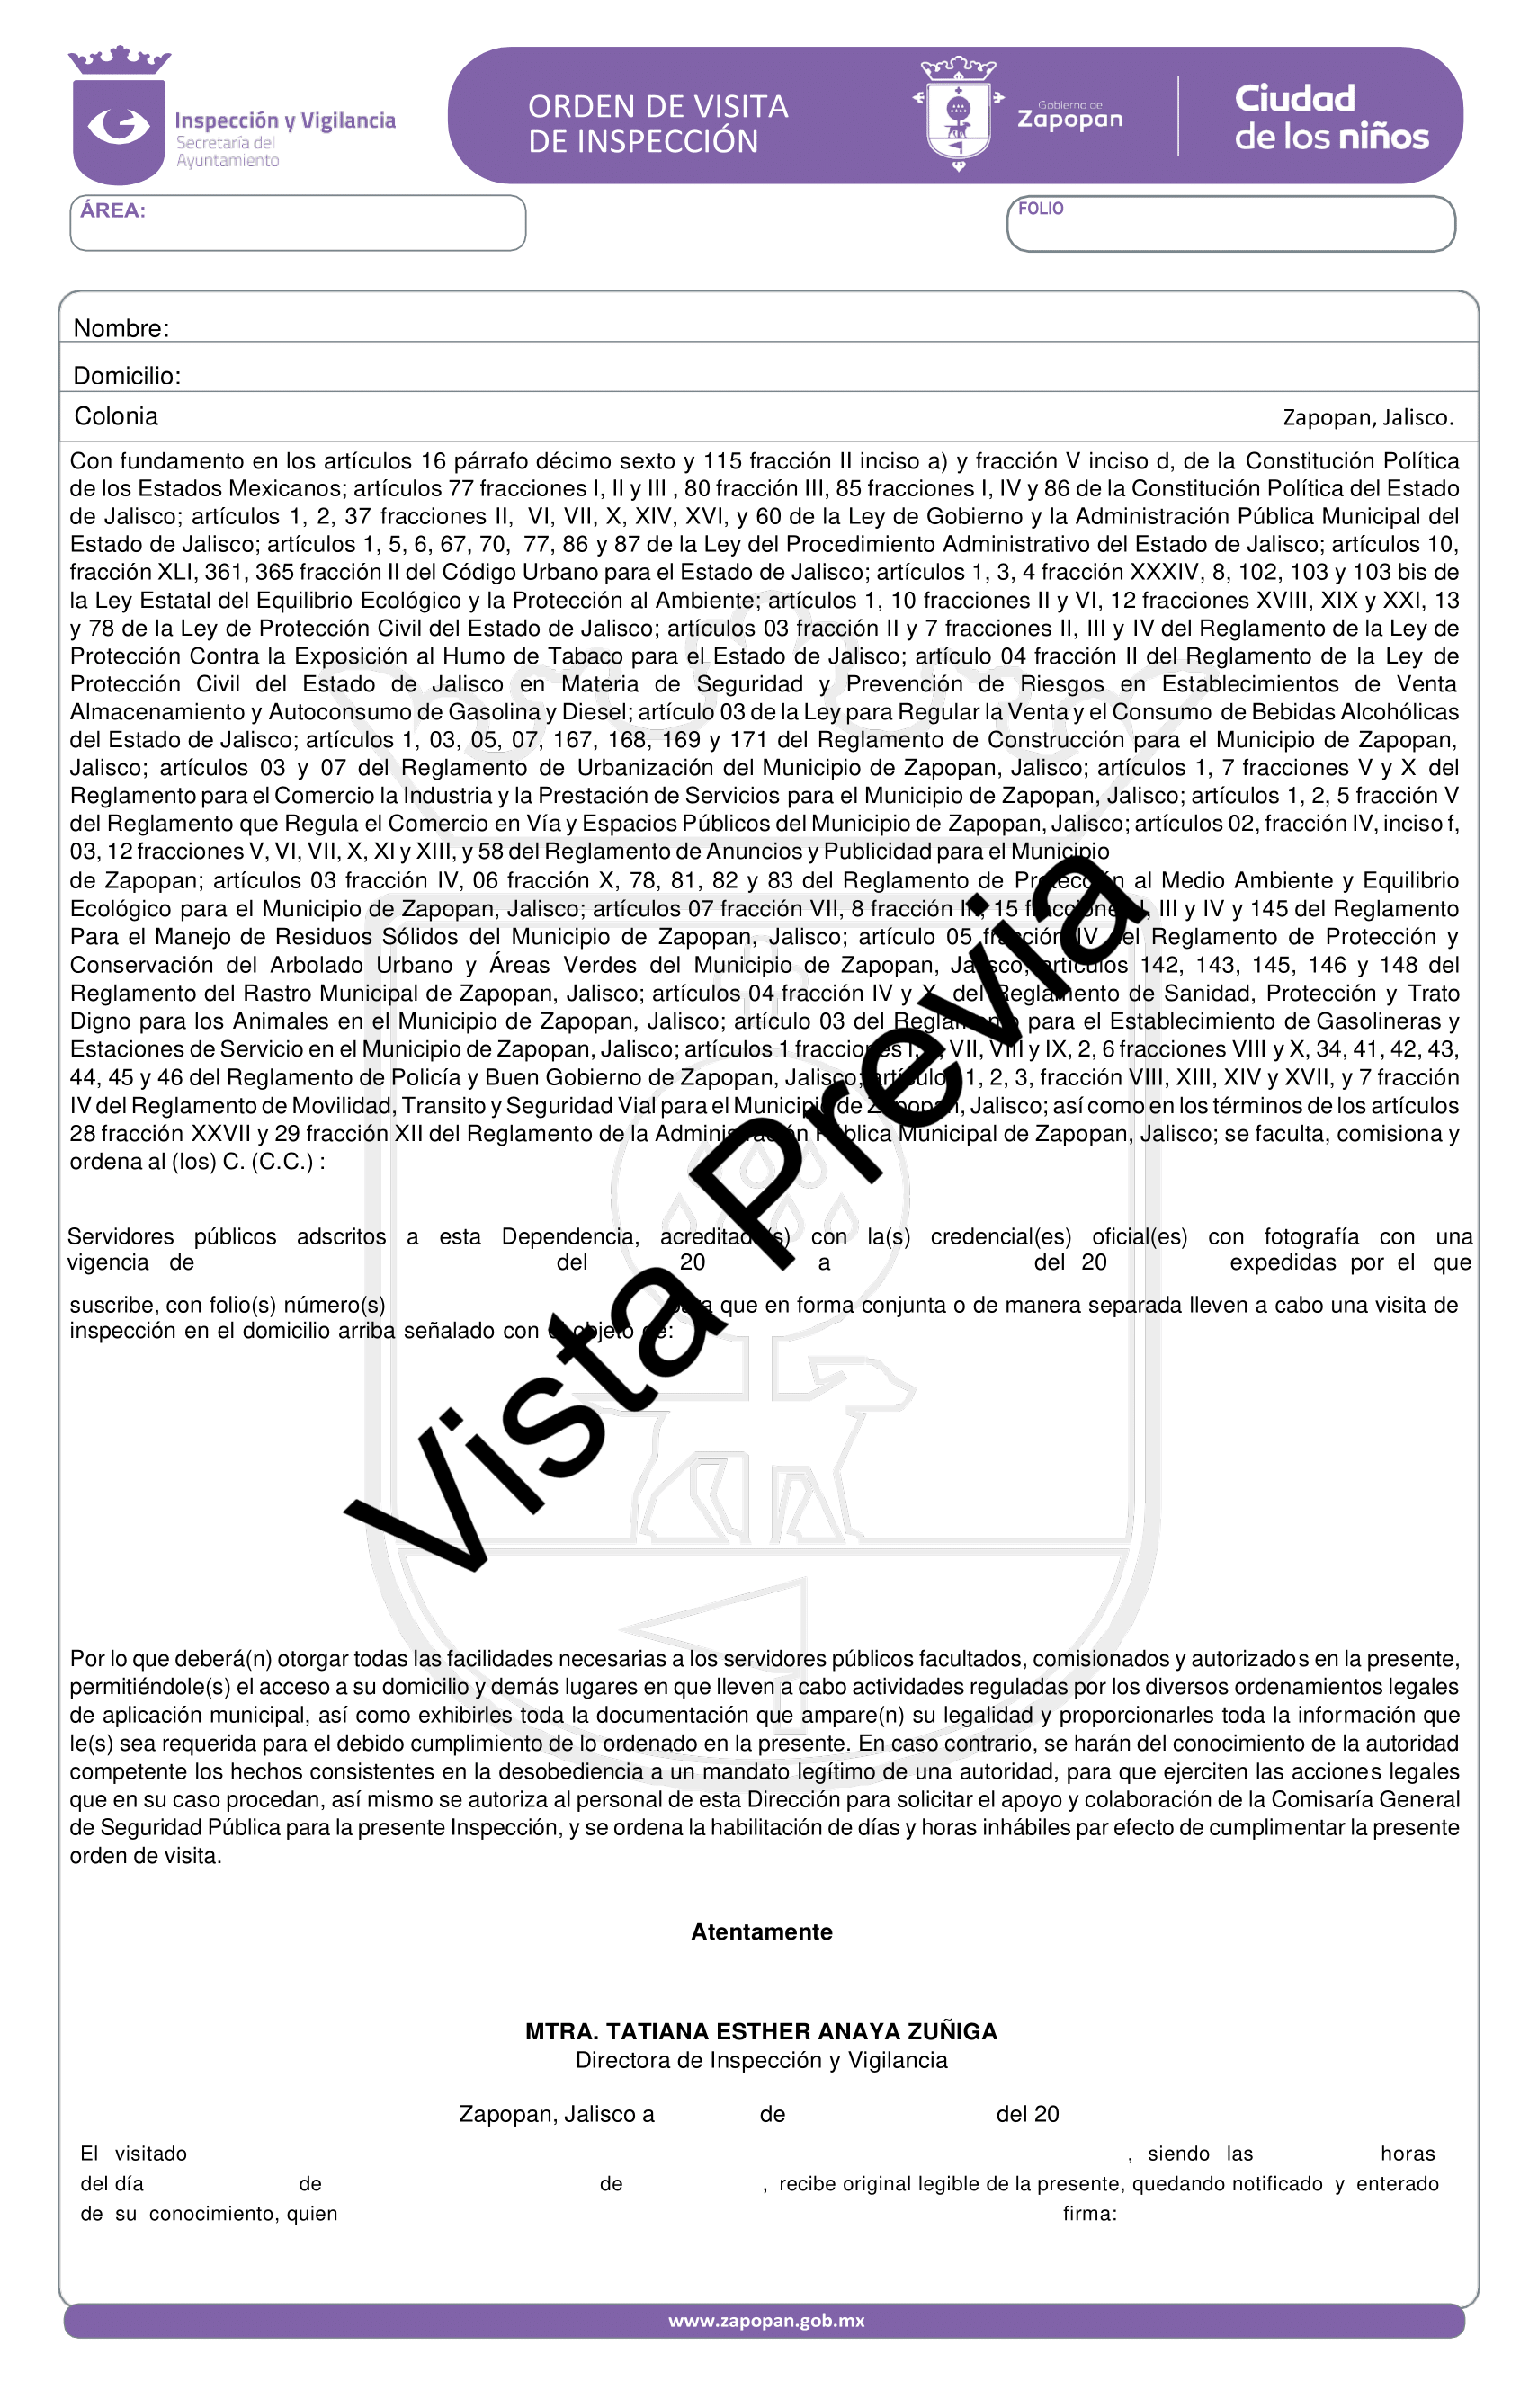 Inspección y Vigilancia
Secretaría del
Ayuntamiento
ORDEN DE VISITA
DE INSPECCIÓN
Gobierno de
Zapopan
Ciudad
de los niños
ÁREA:
FOLIO
Nombre:
Domicilio:
Colonia Zapopan, Jalisco.
Con fundamento en los artículos 16 párrafo décimo sexto y 115 fracción II inciso a) y fracción V inciso d, de la Constitución Política
de los Estados Mexicanos; artículos 77 fracciones I, II y III , 80 fracción III, 85 fracciones I, IV y 86 de la Constitución Política del Estado
de Jalisco; artículos 1, 2, 37 fracciones II, VI, VII, X, XIV, XVI, y 60 de la Ley de Gobierno y la Administración Pública Municipal del
Estado de Jalisco; artículos 1, 5, 6, 67, 70, 77, 86 y 87 de la Ley del Procedimiento Administrativo del Estado de Jalisco; artículos 10,
fracción XLI, 361, 365 fracción II del Código Urbano para el Estado de Jalisco; artículos 1, 3, 4 fracción XXXIV, 8, 102, 103 y 103 bis de
la Ley Estatal del Equilibrio Ecológico y la Protección al Ambiente; artículos 1, 10 fracciones II y VI, 12 fracciones XVIII, XIX y XXI, 13
y 78 de la Ley de Protección Civil del Estado de Jalisco; artículos 03 fracción II y 7 fracciones II, III y IV del Reglamento de la Ley de
Protección Contra la Exposición al Humo de Tabaco para el Estado de Jalisco; artículo 04 fracción II del Reglamento de la Ley de
Protección Civil del Estado de Jalisco en Materia de Seguridad y Prevención de Riesgos en Establecimientos de Venta
Almacenamiento y Autoconsumo de Gasolina y Diesel; artículo 03 de la Ley para Regular la Venta y el Consumo de Bebidas Alcohólicas
del Estado de Jalisco; artículos 1, 03, 05, 07, 167, 168, 169 y 171 del Reglamento de Construcción para el Municipio de Zapopan,
Jalisco; artículos 03 y 07 del Reglamento de Urbanización del Municipio de Zapopan, Jalisco; artículos 1, 7 fracciones V y X del
Reglamento para el Comercio la Industria y la Prestación de Servicios para el Municipio de Zapopan, Jalisco; artículos 1, 2, 5 fracción V
del Reglamento que Regula el Comercio en Vía y Espacios Públicos del Municipio de Zapopan, Jalisco; artículos 02, fracción IV, inciso f,
03, 12 fracciones V, VI, VII, X, XI y XIII, y 58 del Reglamento de Anuncios y Publicidad para el Municipio
de Zapopan; artículos 03 fracción IV, 06 fracción X, 78, 81, 82 y 83 del Reglamento de Protección al Medio Ambiente y Equilibrio
Ecológico para el Municipio de Zapopan, Jalisco; artículos 07 fracción VII, 8 fracción 15 fracciones III y IV y 145 del Reglamento
Para el Manejo de Residuos Sólidos del Municipio de Zapopan, Jalisco; artículo 05 fracción IV del Reglamento de Protección y
Conservación del Arbolado Urbano y Áreas Verdes del Municipio de Zapopan, Jalisco; artículos 142, 143, 145, 146 y 148 del
Reglamento del Rastro Municipal de Zapopan, Jalisco; artículos 04 fracción IV y X, del Reglamento de Sanidad, Protección y Trato
Digno para los Animales en el Municipio de Zapopan, Jalisco; artículo 03 del Reglamento para el Establecimiento de Gasolineras y
Estaciones de Servicio en el Municipio de Zapopan, Jalisco; artículos 1 fracciones VII, VIII y IX, 2, 6 fracciones VIII y X, 34, 41, 42, 43,
44, 45 y 46 del Reglamento de Policía y Buen Gobierno de Zapopan, Jalisco; artículos 1, 2, 3, fracción VIII, XIII, XIV y XVII, y 7 fracción
IV del Reglamento de Movilidad, Transito y Seguridad Vial para el Municipio de Zapopan, Jalisco; así como en los términos de los artículos
28 fracción XXVII y 29 fracción XII del Reglamento de la Administración Pública Municipal de Zapopan, Jalisco; se faculta, comisiona y
ordena al (los) C. (C.C.) :
Servidores públicos adscritos a esta Dependencia, acreditado(s) con la(s) credencial(es) oficial(es) con fotografía con una
vigencia de del 20 a del 20 expedidas por el que
suscribe, con folio(s) número(s) para que en forma conjunta o de manera separada lleven a cabo una visita de
inspección en el domicilio arriba señalado con el objeto de:
Vista Previa
Por lo que deberá(n) otorgar todas las facilidades necesarias a los servidores públicos facultados, comisionados y autorizados en la presente,
permitiéndole(s) el acceso a su domicilio y demás lugares en que lleven a cabo actividades reguladas por los diversos ordenamientos legales
de aplicación municipal, así como exhibirles toda la documentación que ampare(n) su legalidad y proporcionarles toda la información que
le(s) sea requerida para el debido cumplimiento de lo ordenado en la presente. En caso contrario, se harán del conocimiento de la autoridad
competente los hechos consistentes en la desobediencia a un mandato legítimo de una autoridad, para que ejerciten las acciones legales
que en su caso procedan, así mismo se autoriza al personal de esta Dirección para solicitar el apoyo y colaboración de la Comisaría General
de Seguridad Pública para la presente Inspección, y se ordena la habilitación de días y horas inhábiles par efecto de cumplimentar la presente
orden de visita.
Atentamente
MTRA. TATIANA ESTHER ANAYA ZUÑIGA
Directora de Inspección y Vigilancia
Zapopan, Jalisco a de del 20
El visitado , siendo las horas
del día de de , recibe original legible de la presente, quedando notificado y enterado
de su conocimiento, quien firma:
www.zapopan.gob.mx